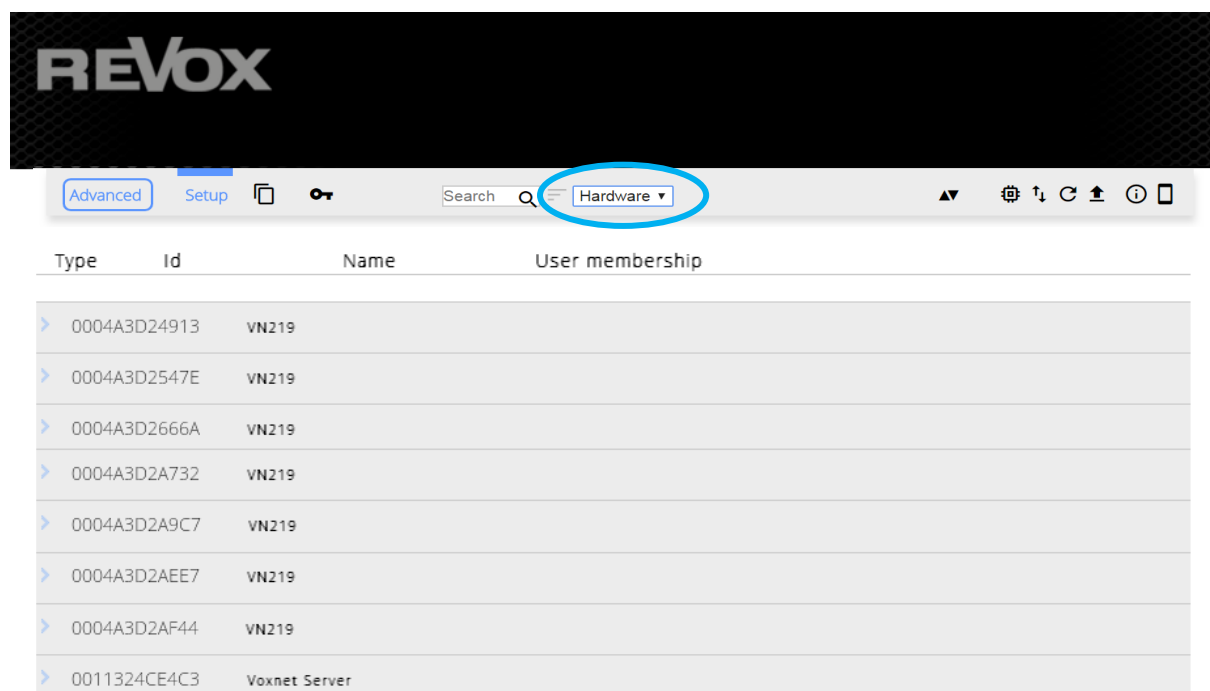 REVOX
Advanced Setup Search Hardware
Type Id Name User membership
0004A3D24913 VN219
0004A3D2547E VN219
0004A3D2666A VN219
0004A3D2A732 VN219
0004A3D2A9C7 VN219
0004A3D2AEE7 VN219
0004A3D2AF44 VN219
0011324CE4C3 Voxnet Server